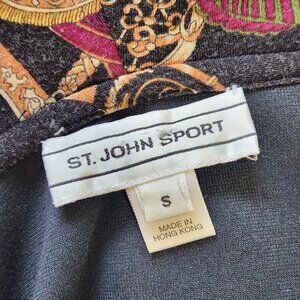 ST. JOHN SPORT
S
MADE IN
HONG KONG